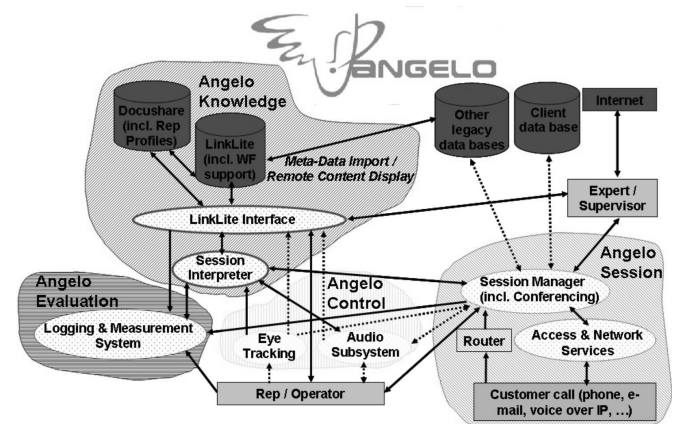 ANGELO
Angelo
Knowledge
Docushare
(incl. Rep
Profiles)
LinkLite
(incl. WF
support)
Other
legacy
data bases
Client
data base
Internet
Meta-Data Import /
Remote Content Display
Expert /
Supervisor
LinkLite Interface
Session
Interpreter
Angelo
Session
Angelo
Evaluation
Angelo
Control
Session Manager
(incl. Conferencing)
Logging & Measurement
System
Eye
Tracking
Audio
Subsystem
Router
Access & Network
Services
Rep / Operator
Customer call (phone, e-
mail, voice over IP, …)